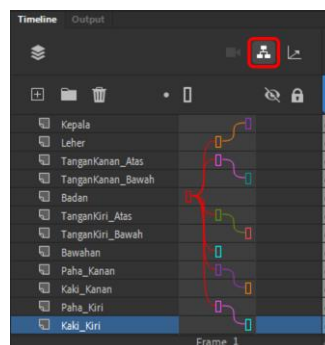 Timeline Output
Kepala
Leher
TanganKanan_Atas
TanganKanan_Bawah
Badan
TanganKiri_Atas
TanganKiri_Bawah
Bawahan
Paha_Kanan
Kaki_Kanan
Paha_Kiri
Kaki_Kiri
Frame 1